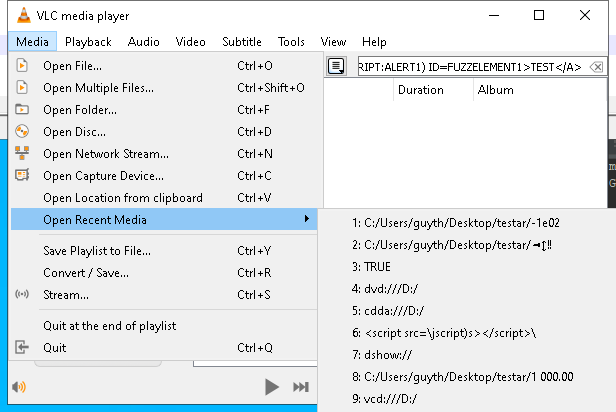 VLC media player
Media Playback Audio Video Subtitle Tools View Help
Open File... Ctrl+O
RIPT:ALERT1) ID=FUZZELEMENT1>TEST</A>
Open Multiple Files... Ctrl+Shift+O
Duration Album
Open Folder... Ctrl+F
Open Disc... Ctrl+D
Open Network Stream... Ctrl+N
Open Capture Device... Ctrl+C
Open Location from clipboard Ctrl+V
Open Recent Media
Save Playlist to File... Ctrl+Y
Convert / Save... Ctrl+R
Stream... Ctrl+S
Quit at the end of playlist
Quit Ctrl+Q
1: C:/Users/guyth/Desktop/testar/-1e02
2: C:/Users/guyth/Desktop/testar/◄↕‼
3: TRUE
4: dvd:///D:/
5: cdda:///D:/
6: <script src=\jscript)s></script>\
7: dshow://
8: C:/Users/guyth/Desktop/testar/1 000.00
9: vcd:///D:/